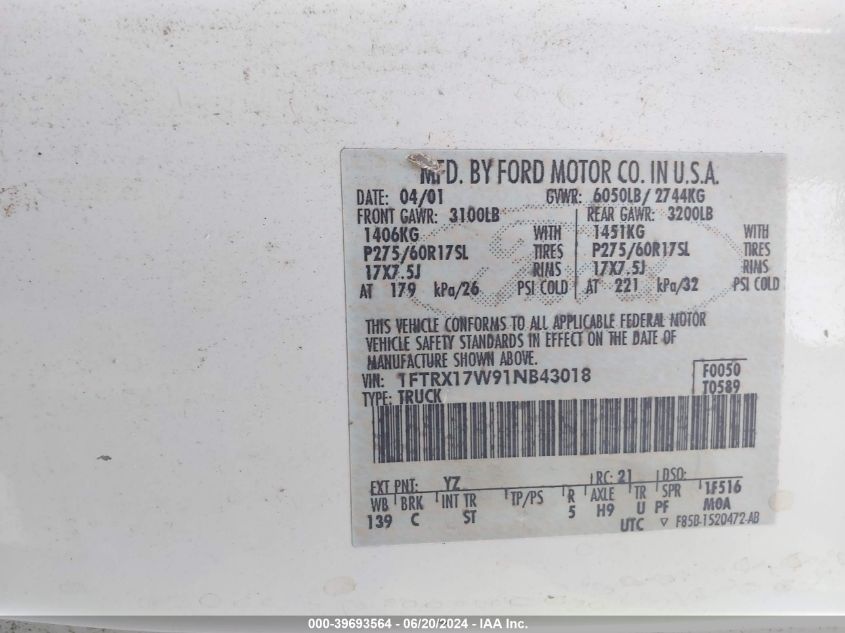 MFD. BY FORD MOTOR CO. IN U.S.A.
DATE: 04/01 GVWR: 6050LB/ 2744KG
FRONT GAWR: 3100LB REAR GAWR: 3200LB
1406KG WITH 1451KG WITH
P275/60R17SL TIRES P275/60R17SL TIRES
17X7.5J RIMS 17X7.5J RIMS
AT 179 kPa/26 PSI COLD AT 221 kPa/32 PSI COLD
THIS VEHICLE CONFORMS TO ALL APPLICABLE FEDERAL MOTOR
VEHICLE SAFETY STANDARDS IN EFFECT ON THE DATE OF
MANUFACTURE SHOWN ABOVE.
VIN: 1FTRX17W91NB43018 F0050
TYPE: TRUCK T0589
EXT PNT: YZ RC: 21 DSO:
WB BRK INT TR TP/PS R AXLE TR SPR 1F516
139 C ST 5 H9 U PF MOA
UTC ▽ F85B-1520472-AB
000-39693564 - 06/20/2024 - IAA Inc.